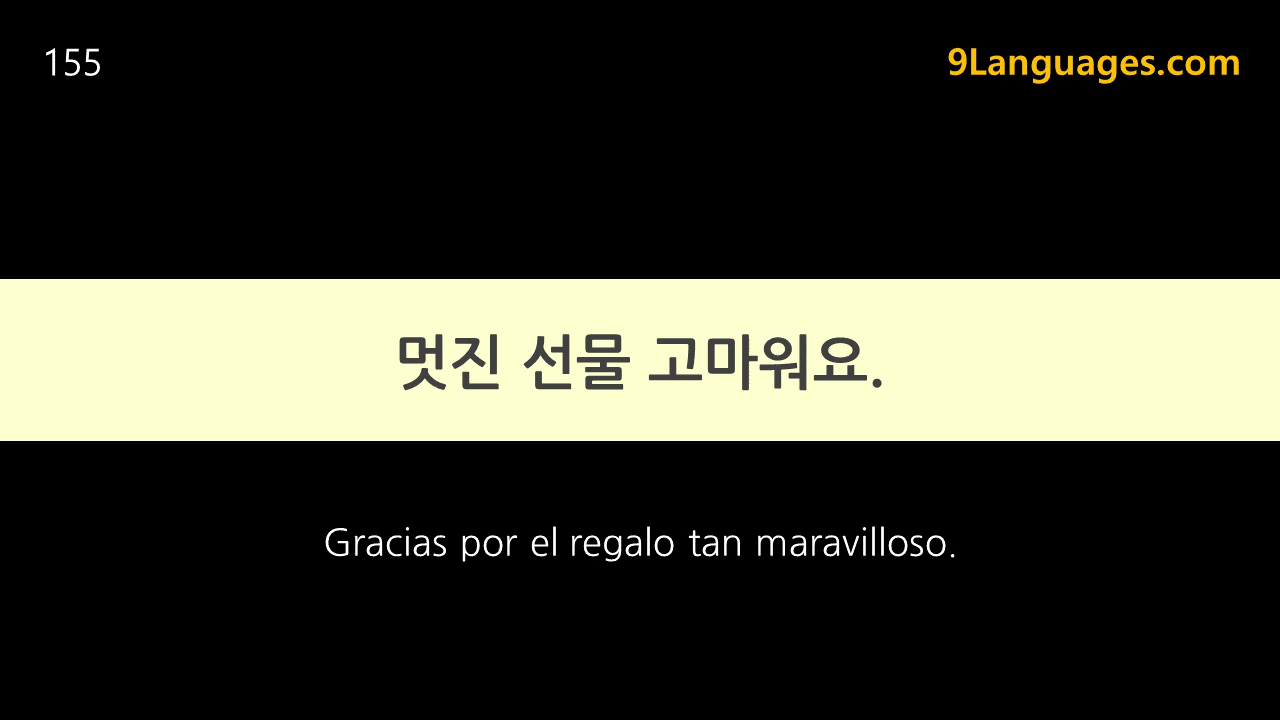 155
9Languages.com
멋진 선물 고마워요.
Gracias por el regalo tan maravilloso.